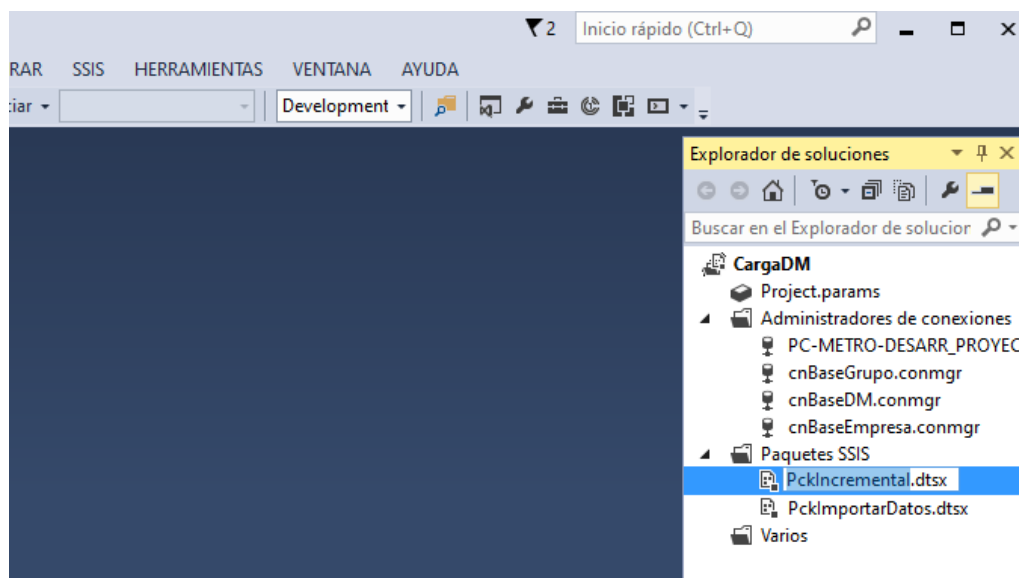 2 Inicio rápido (Ctrl+Q)
RAR SSIS HERRAMIENTAS VENTANA AYUDA
ciar Development
Explorador de soluciones
Buscar en el Explorador de solucior
CargaDM
Project.params
Administradores de conexiones
PC-METRO-DESARR_PROYEC
cnBaseGrupo.conmgr
cnBaseDM.conmgr
cnBaseEmpresa.conmgr
Paquetes SSIS
PckIncremental.dtsx
PckImportarDatos.dtsx
Varios